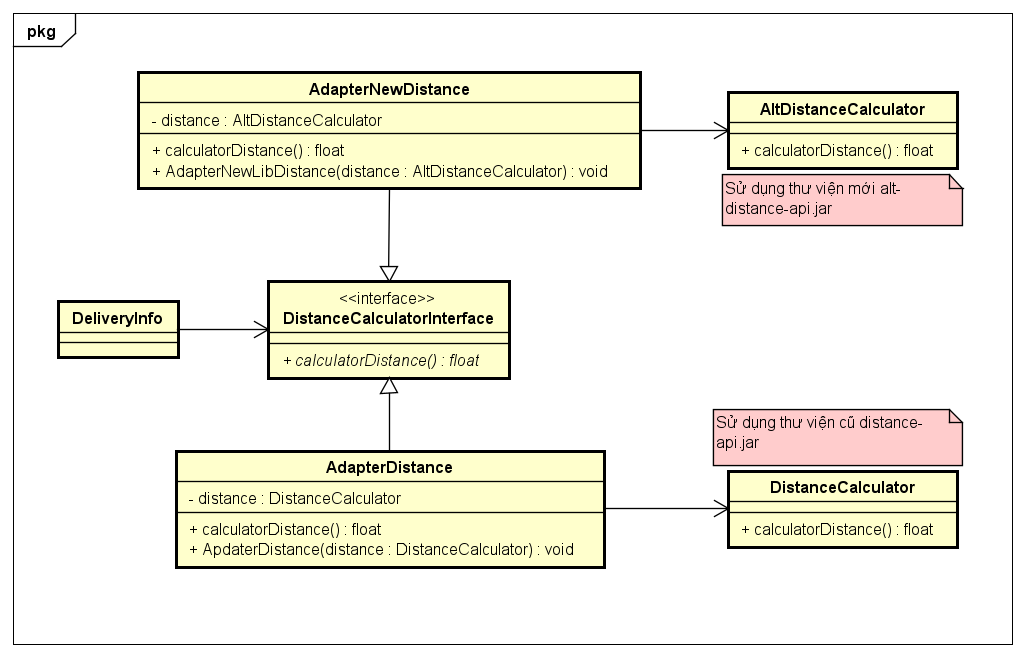 pkg
AdapterNewDistance
- distance : AltDistanceCalculator
+ calculatorDistance() : float
+ AdapterNewLibDistance(distance : AltDistanceCalculator) : void
AltDistanceCalculator
+ calculatorDistance() : float
Sử dụng thư viện mới alt-
distance-api.jar
DeliveryInfo
<<interface>>
DistanceCalculatorInterface
+ calculatorDistance() : float
Sử dụng thư viện cũ distance-
api.jar
AdapterDistance
- distance : DistanceCalculator
+ calculatorDistance() : float
+ ApdaterDistance(distance : DistanceCalculator) : void
DistanceCalculator
+ calculatorDistance() : float